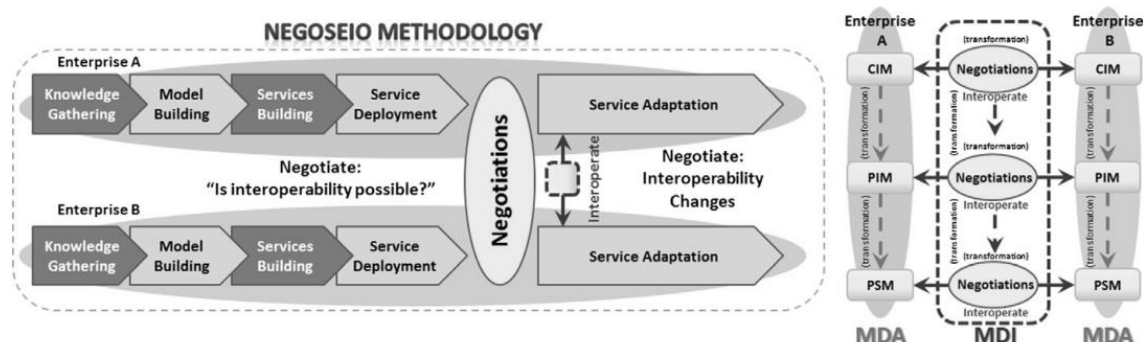 NEGOSEIO METHODOLOGY
Enterprise A
Knowledge
Gathering
Model
Building
Services
Building
Service
Deployment
Service Adaptation
Negotiate:
"Is interoperability possible?"
Negotiations
Interoperate
Negotiate:
Interoperability
Changes
Enterprise B
Knowledge
Gathering
Model
Building
Services
Building
Service
Deployment
Service Adaptation
Enterprise
A
CIM
(transformation)
PIM
(transformation)
PSM
MDA
(transformation)
Negotiations
Interoperate
(transformation)
(transformation)
Negotiations
Interoperate
(transformation)
(transformation)
Negotiations
Interoperate
MDI
Enterprise
B
CIM
(transformation)
PIM
(transformation)
PSM
MDA